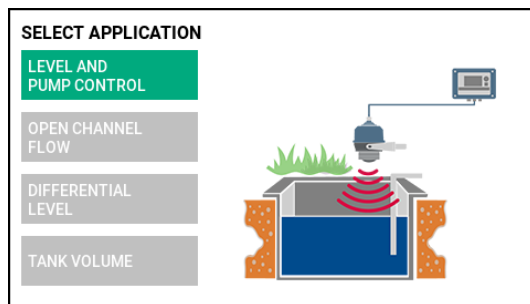 SELECT APPLICATION
LEVEL AND
PUMP CONTROL
OPEN CHANNEL
FLOW
DIFFERENTIAL
LEVEL
TANK VOLUME